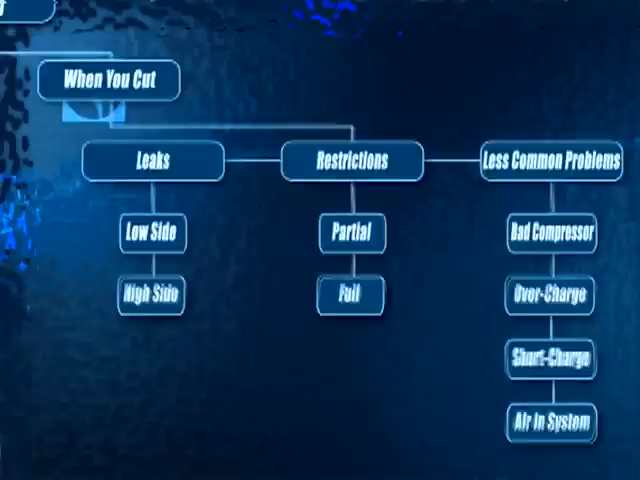 When You Cut
Leaks
Restrictions
Less Common Problems
Low Side
Partial
Bad Compressor
High Side
Full
Over-Charge
Short-Charge
Air In System